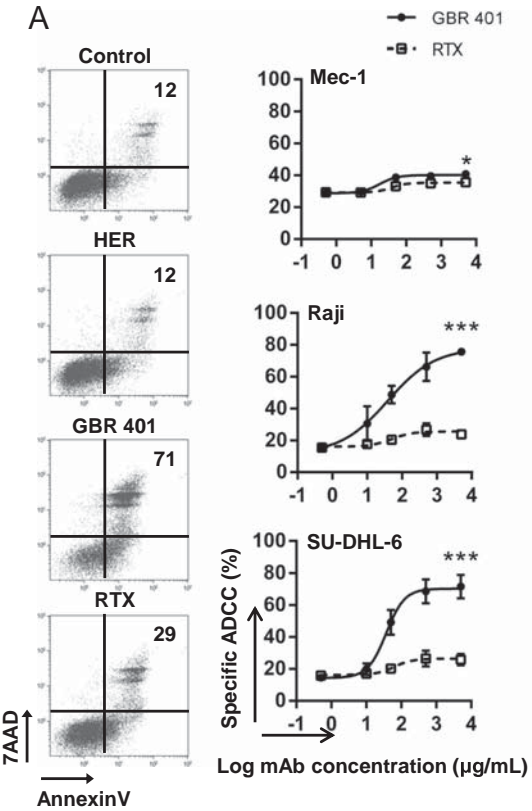 A
GBR 401
RTX
Control
12
HER
12
GBR 401
71
RTX
29
7AAD
AnnexinV
Mec-1
100
80
60
40
20
0
*
-1 0 1 2 3 4
Raji
100
80
60
40
20
0
***
-1 0 1 2 3 4
SU-DHL-6
100
80
60
40
20
0
***
-1 0 1 2 3 4
Specific ADCC (%)
Log mAb concentration (µg/mL)